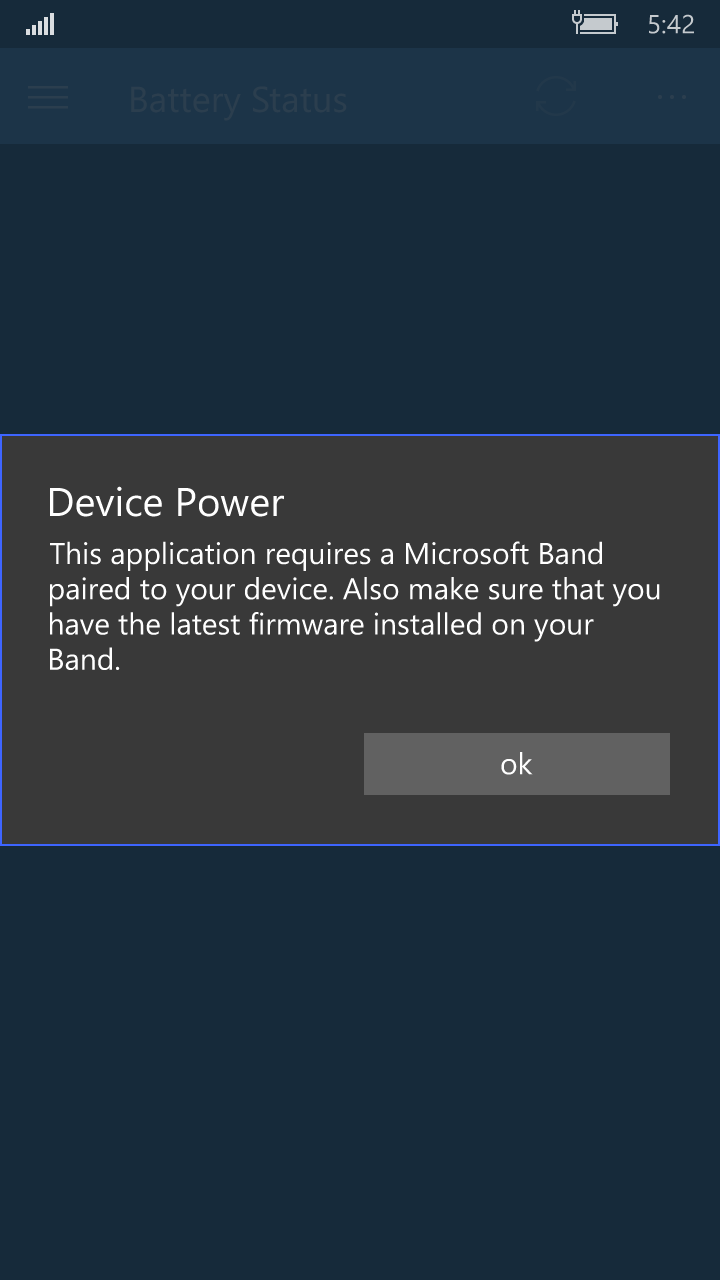 5:42
Battery Status
Device Power
This application requires a Microsoft Band
paired to your device. Also make sure that you
have the latest firmware installed on your
Band.
ok